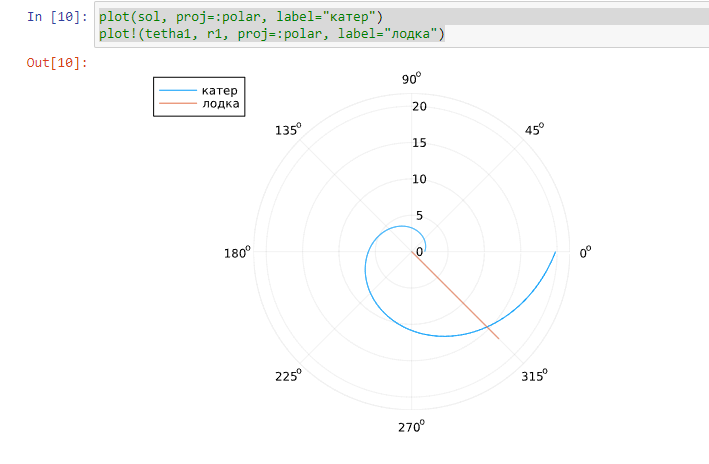 In [10]: plot(sol, proj=:polar, label="катер")
plot!(tetha1, r1, proj=:polar, label="лодка")
Out[10]:
катер
лодка
90°
20
135°
45°
15
10
5
180°
0
0°
225°
315°
270°